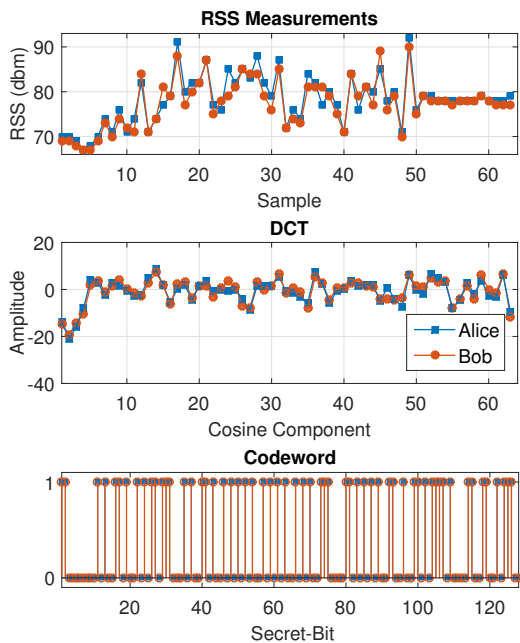 RSS Measurements
90
80
70
RSS (dbm)
10 20 30 40 50 60
Sample
DCT
20
0
-20
-40
Amplitude
Alice
Bob
10 20 30 40 50 60
Cosine Component
Codeword
1
0
20 40 60 80 100 120
Secret-Bit